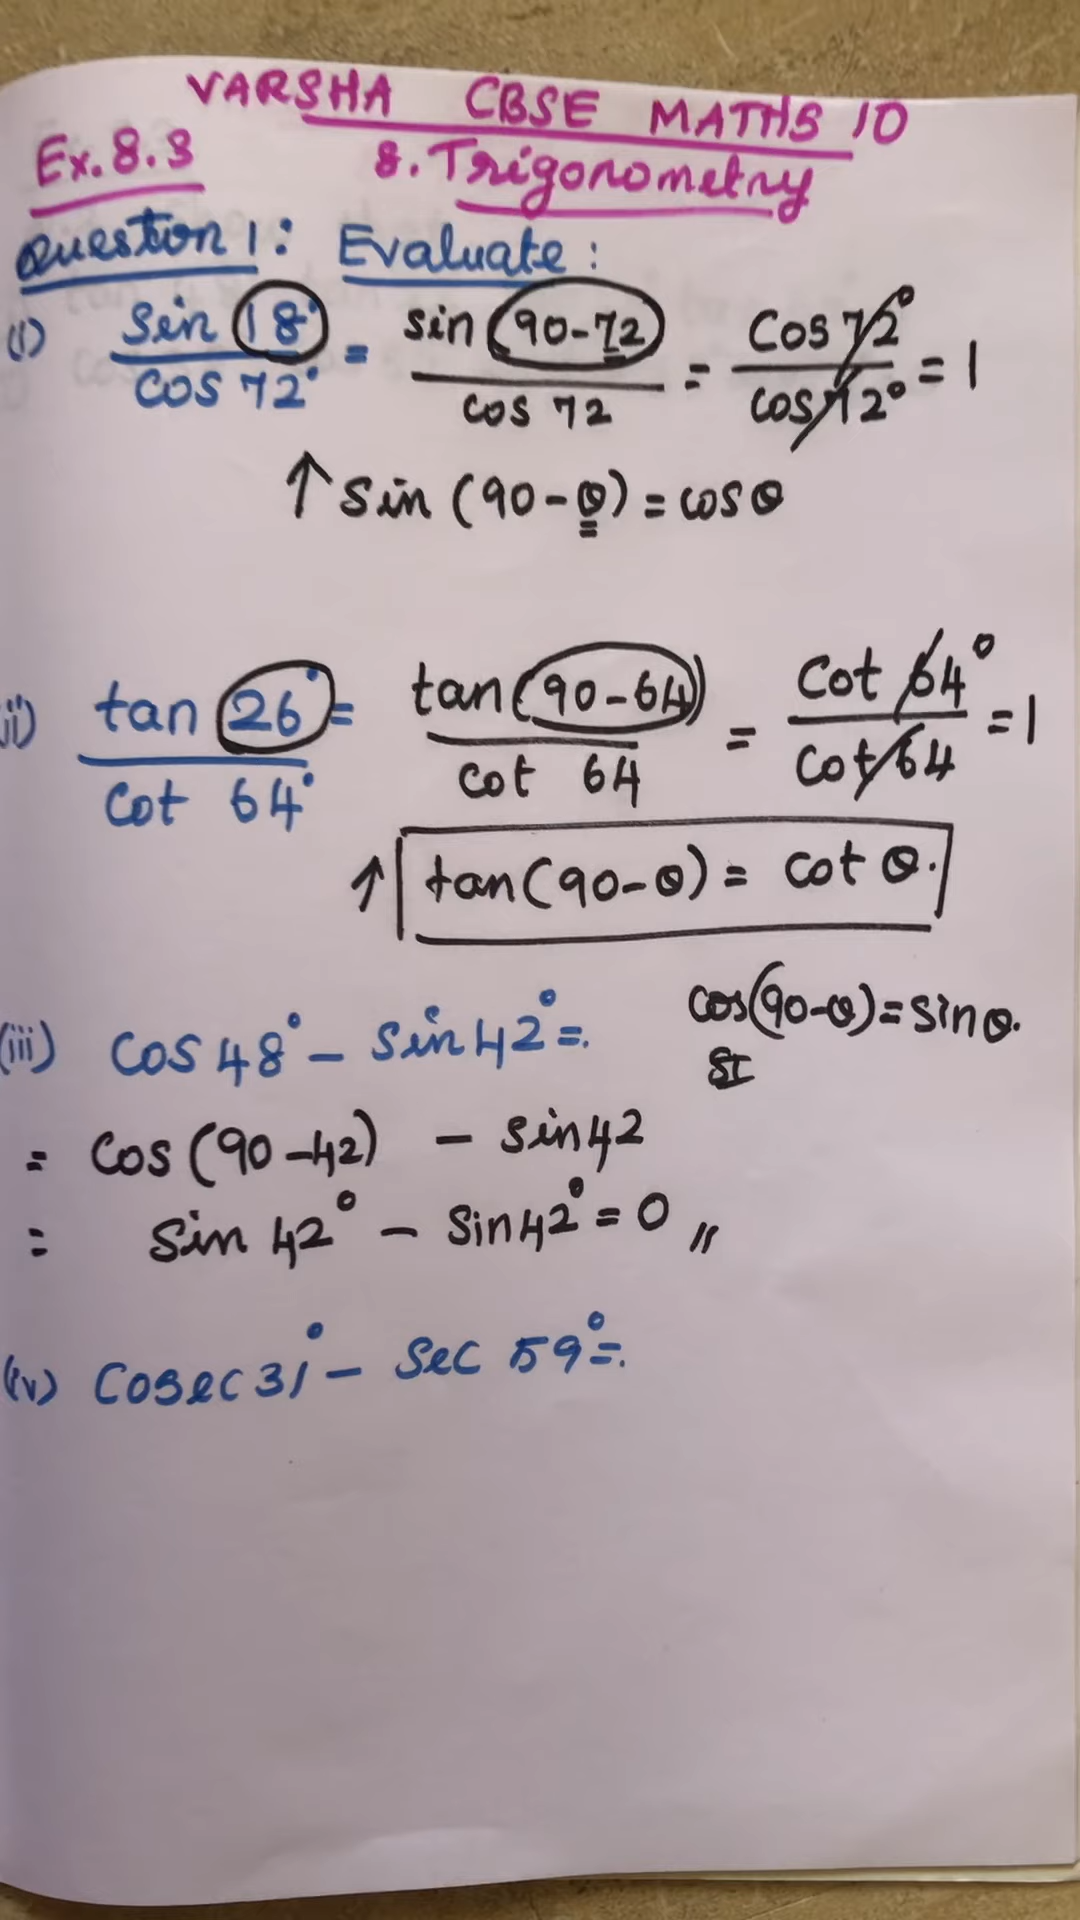 VARSHA CBSE MATHS 10
Ex. 8.3 8. Trigonometry
Question 1: Evaluate:
(i) sin 18° / cos 72° = sin (90-72) / cos 72 = cos 72° / cos 72° = 1
↑ sin (90-θ) = cos θ
ii) tan 26° / cot 64° = tan (90-64) / cot 64 = cot 64° / cot 64 = 1
↑ tan (90-θ) = cot θ.
cos(90-θ) = sin θ.
(iii) cos 48° - sin 42° =.
SI
= cos (90-42) - sin 42
= sin 42° - sin 42° = 0 //
(iv) cosec 31° - sec 59° =.